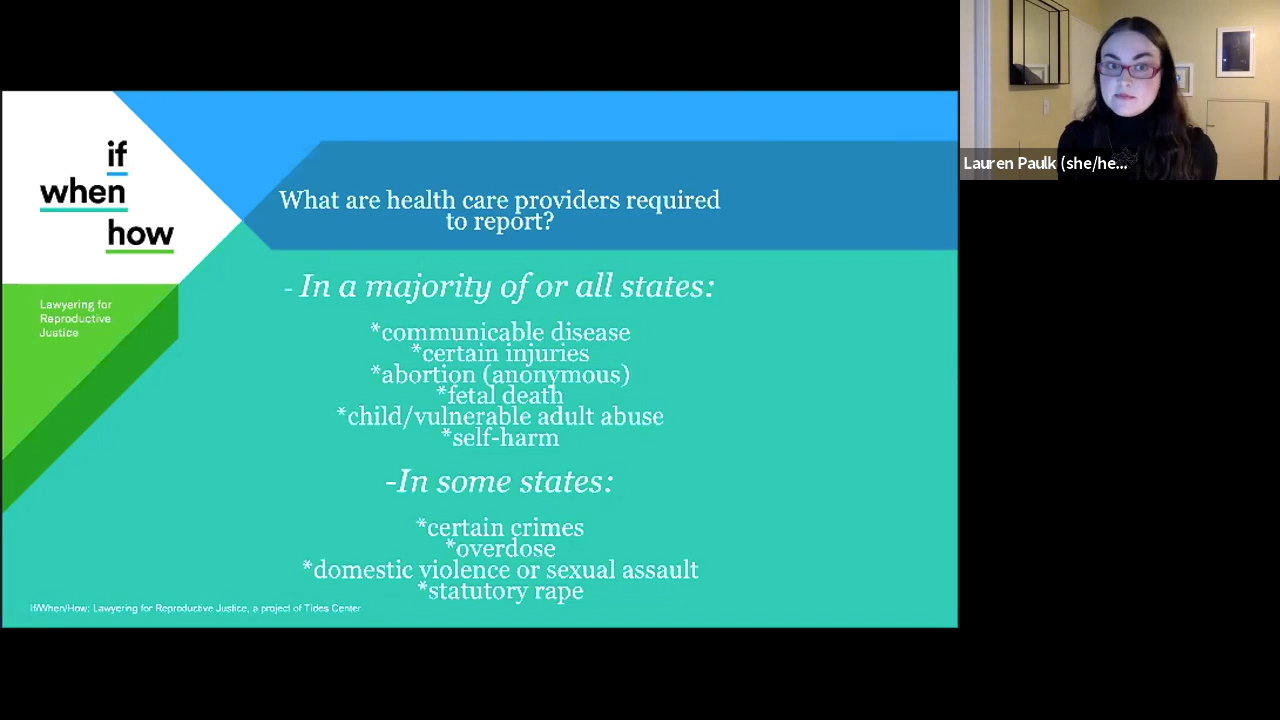 if
when
how
Lawyering for
Reproductive
Justice
What are health care providers required
to report?
- In a majority of or all states:
*communicable disease
*certain injuries
*abortion (anonymous)
*fetal death
*child/vulnerable adult abuse
*self-harm
-In some states:
*certain crimes
*overdose
*domestic violence or sexual assault
*statutory rape
If/When/How: Lawyering for Reproductive Justice, a project of Tides Center
Lauren Paulk (she/he...